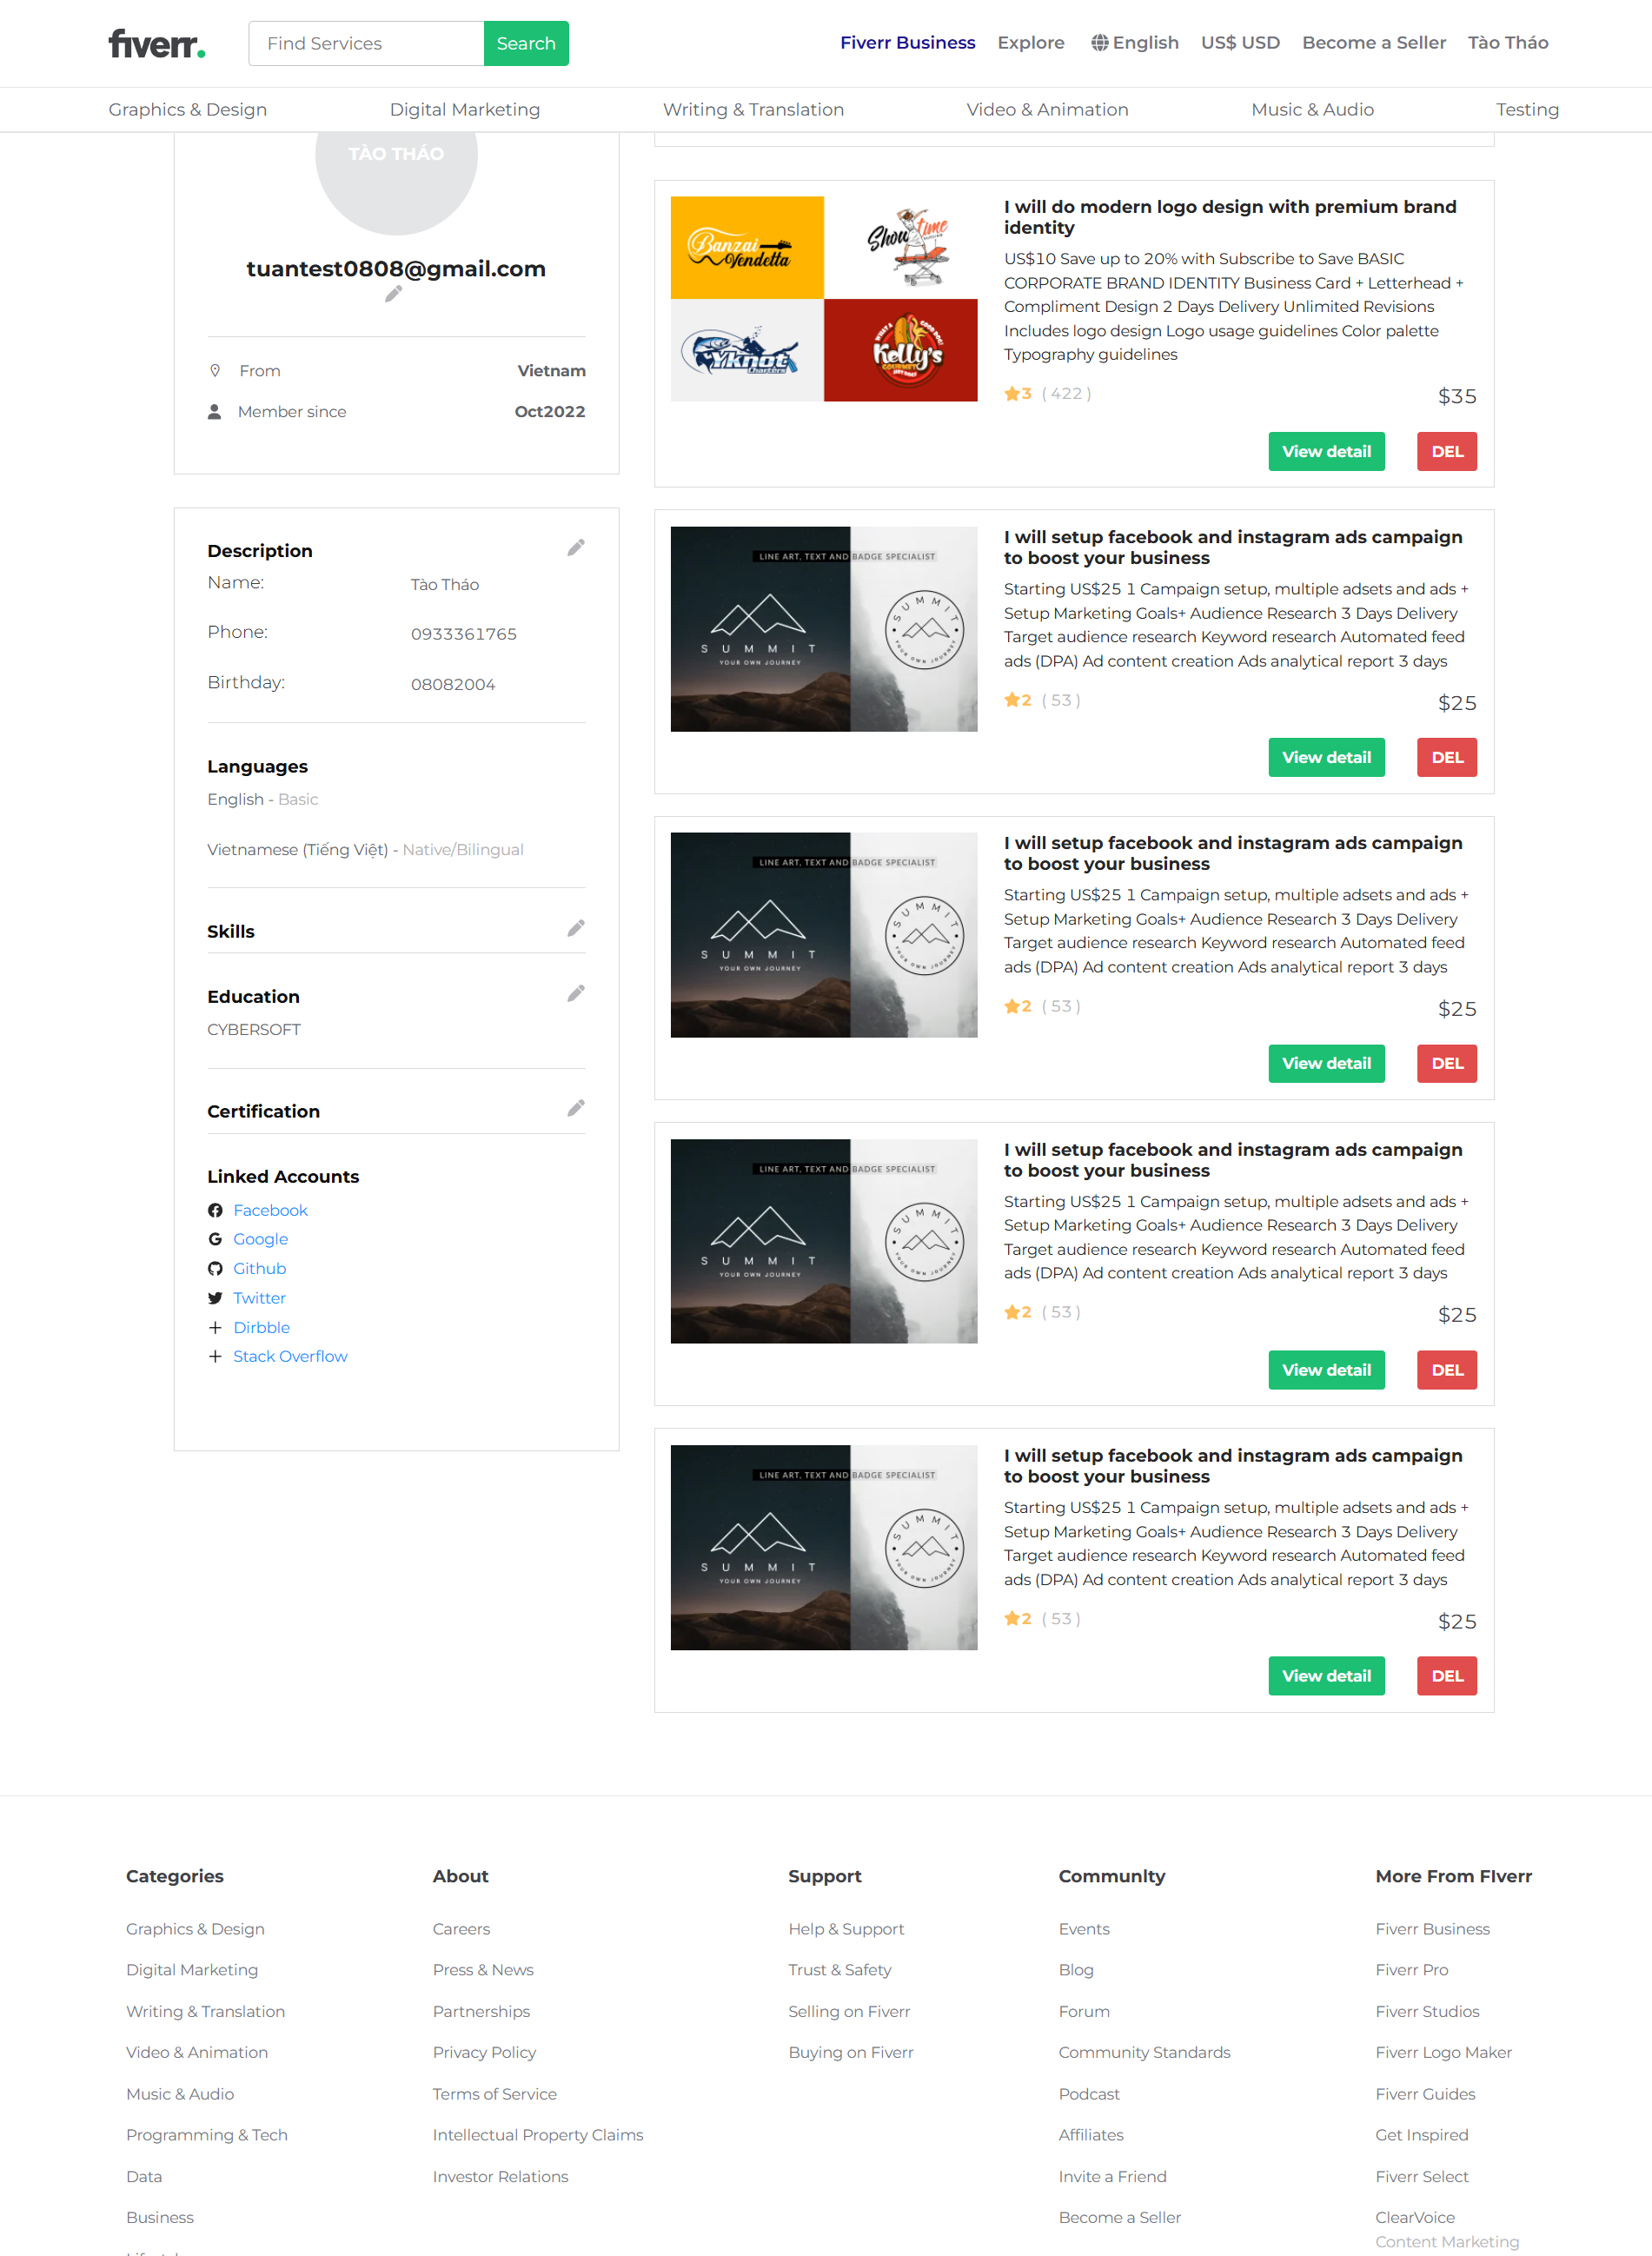 fiverr.
Find Services
Search
Fiverr Business
Explore
English
US$ USD
Become a Seller
Tào Tháo
Graphics & Design
Digital Marketing
Writing & Translation
Video & Animation
Music & Audio
Testing
TÀO THÁO
tuantest0808@gmail.com
From
Vietnam
Member since
Oct2022
Description
Name:
Tào Tháo
Phone:
0933361765
Birthday:
08082004
Languages
English - Basic
Vietnamese (Tiếng Việt) - Native/Bilingual
Skills
Education
CYBERSOFT
Certification
Linked Accounts
Facebook
Google
Github
Twitter
Dirbble
Stack Overflow
Banzai
Vendetta
Show time
Yknot
Charters
WHAT A GOOD DOG!
Kelly's
GOURMET
HOT DOGS
I will do modern logo design with premium brand
identity
US$10 Save up to 20% with Subscribe to Save BASIC
CORPORATE BRAND IDENTITY Business Card + Letterhead +
Compliment Design 2 Days Delivery Unlimited Revisions
Includes logo design Logo usage guidelines Color palette
Typography guidelines
3 ( 422 )
$35
View detail
DEL
LINE ART, TEXT AND BADGE SPECIALIST
SUMMIT
YOUR OWN JOURNEY
SUMMIT
YOUR OWN JOURNEY
I will setup facebook and instagram ads campaign
to boost your business
Starting US$25 1 Campaign setup, multiple adsets and ads +
Setup Marketing Goals+ Audience Research 3 Days Delivery
Target audience research Keyword research Automated feed
ads (DPA) Ad content creation Ads analytical report 3 days
2 ( 53 )
$25
View detail
DEL
LINE ART, TEXT AND BADGE SPECIALIST
SUMMIT
YOUR OWN JOURNEY
SUMMIT
YOUR OWN JOURNEY
I will setup facebook and instagram ads campaign
to boost your business
Starting US$25 1 Campaign setup, multiple adsets and ads +
Setup Marketing Goals+ Audience Research 3 Days Delivery
Target audience research Keyword research Automated feed
ads (DPA) Ad content creation Ads analytical report 3 days
2 ( 53 )
$25
View detail
DEL
LINE ART, TEXT AND BADGE SPECIALIST
SUMMIT
YOUR OWN JOURNEY
SUMMIT
YOUR OWN JOURNEY
I will setup facebook and instagram ads campaign
to boost your business
Starting US$25 1 Campaign setup, multiple adsets and ads +
Setup Marketing Goals+ Audience Research 3 Days Delivery
Target audience research Keyword research Automated feed
ads (DPA) Ad content creation Ads analytical report 3 days
2 ( 53 )
$25
View detail
DEL
LINE ART, TEXT AND BADGE SPECIALIST
SUMMIT
YOUR OWN JOURNEY
SUMMIT
YOUR OWN JOURNEY
I will setup facebook and instagram ads campaign
to boost your business
Starting US$25 1 Campaign setup, multiple adsets and ads +
Setup Marketing Goals+ Audience Research 3 Days Delivery
Target audience research Keyword research Automated feed
ads (DPA) Ad content creation Ads analytical report 3 days
2 ( 53 )
$25
View detail
DEL
Categories
Graphics & Design
Digital Marketing
Writing & Translation
Video & Animation
Music & Audio
Programming & Tech
Data
Business
About
Careers
Press & News
Partnerships
Privacy Policy
Terms of Service
Intellectual Property Claims
Investor Relations
Support
Help & Support
Trust & Safety
Selling on Fiverr
Buying on Fiverr
CommunIty
Events
Blog
Forum
Community Standards
Podcast
Affiliates
Invite a Friend
Become a Seller
More From FIverr
Fiverr Business
Fiverr Pro
Fiverr Studios
Fiverr Logo Maker
Fiverr Guides
Get Inspired
Fiverr Select
ClearVoice
Content Marketing